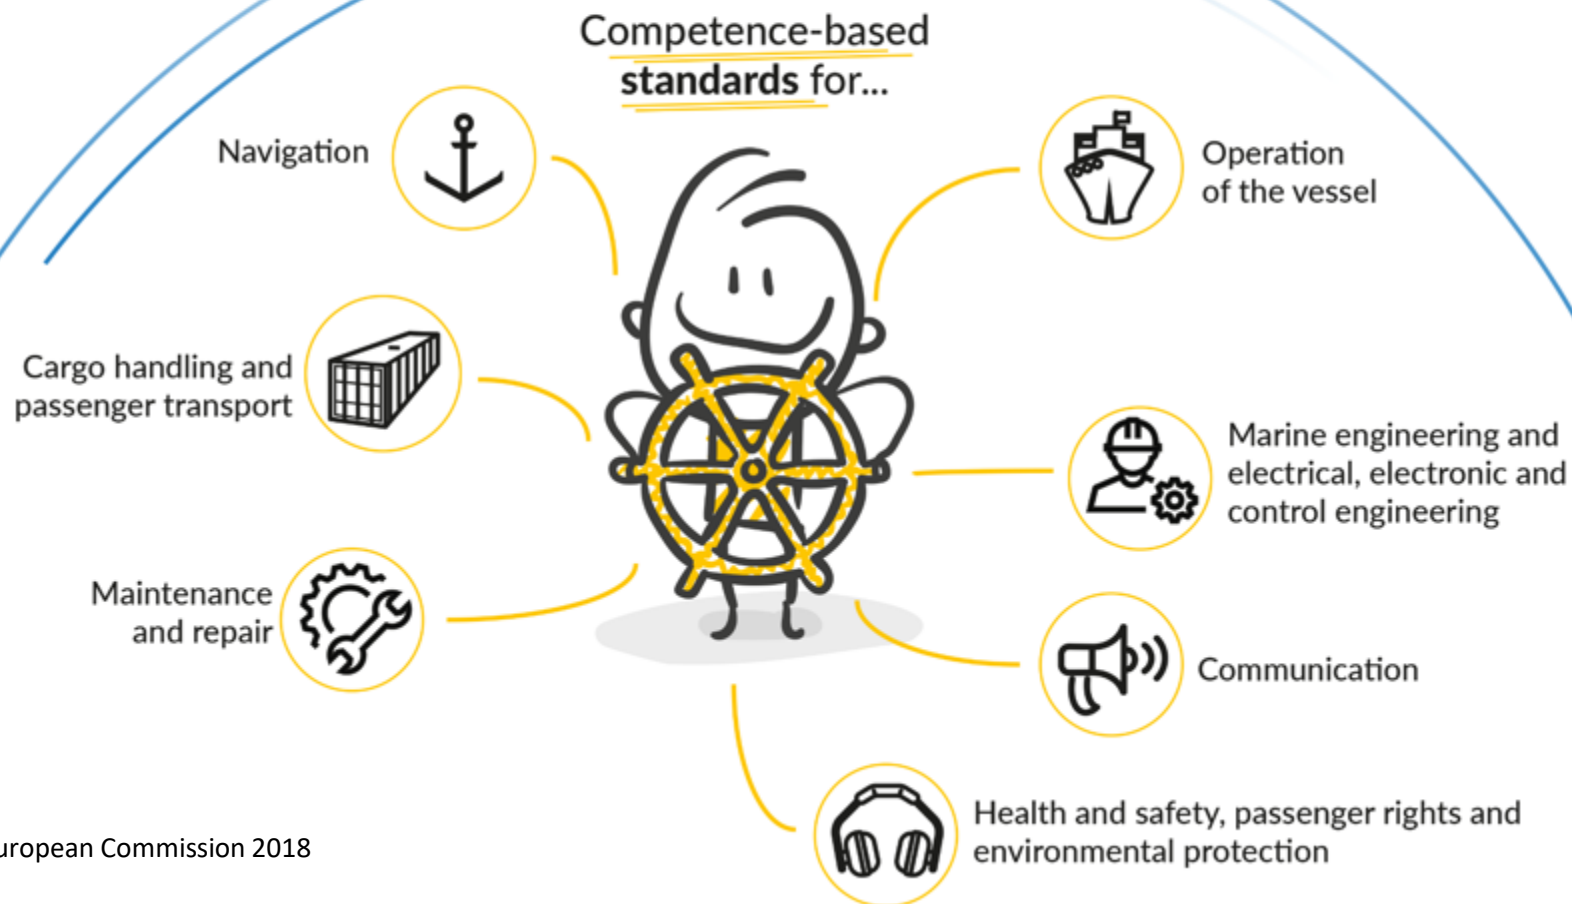 Competence-based
standards for...
Navigation
Operation
of the vessel
Cargo handling and
passenger transport
Marine engineering and
electrical, electronic and
control engineering
Maintenance
and repair
Communication
Health and safety, passenger rights and
environmental protection
Commission 2018